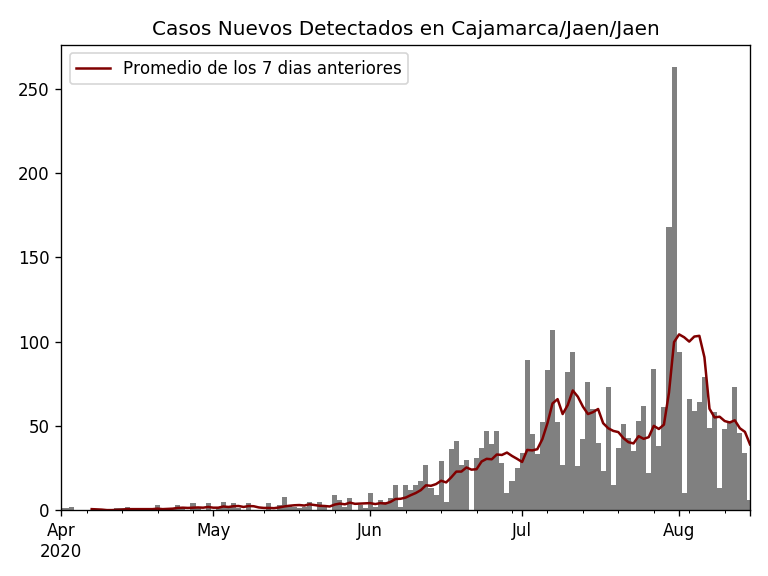 Casos Nuevos Detectados en Cajamarca/Jaen/Jaen
Promedio de los 7 dias anteriores
250
200
150
100
50
0
Apr May Jun Jul Aug
2020